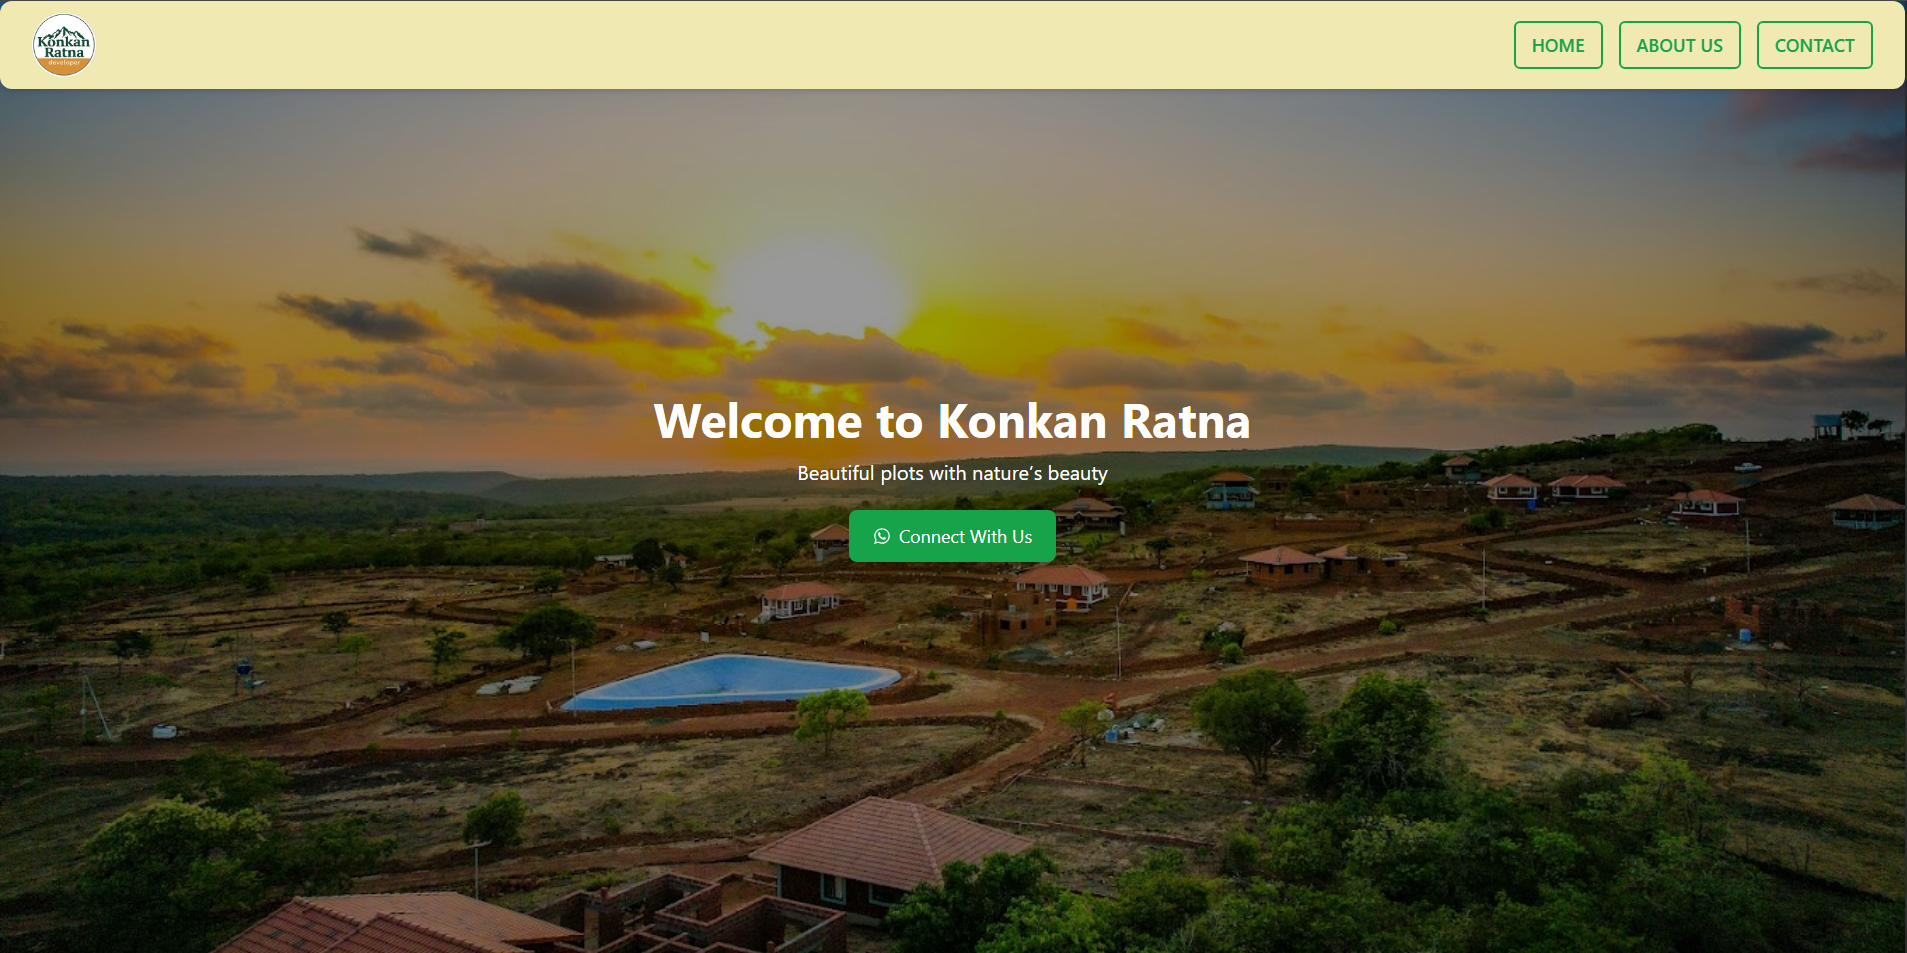 Konkan
Ratna
developer
HOME
ABOUT US
CONTACT
Welcome to Konkan Ratna
Beautiful plots with nature’s beauty
Connect With Us